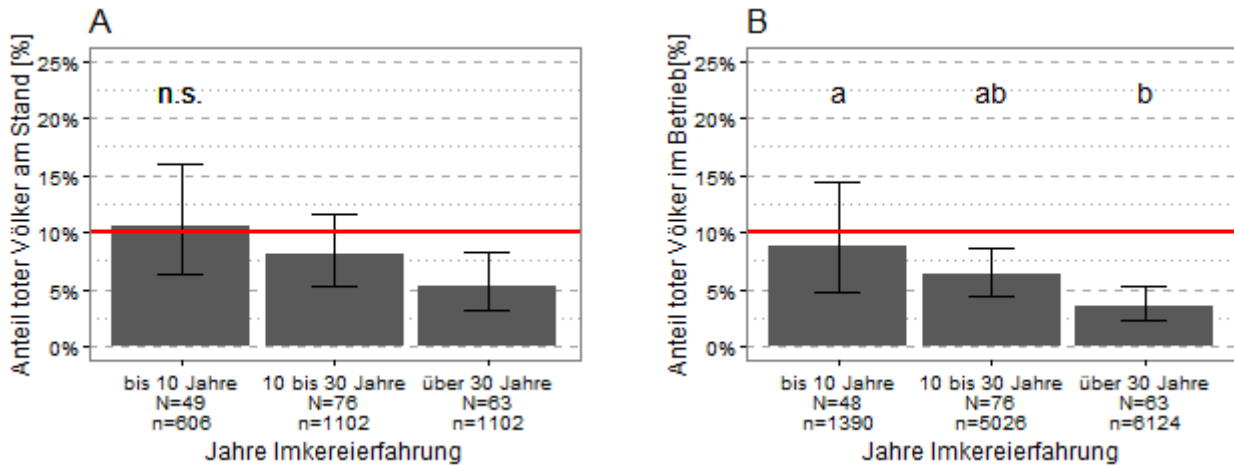 A
Anteil toter Völker am Stand [%]
25%
20%
15%
10%
5%
0%
n.s.
bis 10 Jahre
N=49
n=606
10 bis 30 Jahre
N=76
n=1102
über 30 Jahre
N=63
n=1102
Jahre Imkereierfahrung
B
Anteil toter Völker im Betrieb[%]
25%
20%
15%
10%
5%
0%
a
ab
b
bis 10 Jahre
N=48
n=1390
10 bis 30 Jahre
N=76
n=5026
über 30 Jahre
N=63
n=6124
Jahre Imkereierfahrung